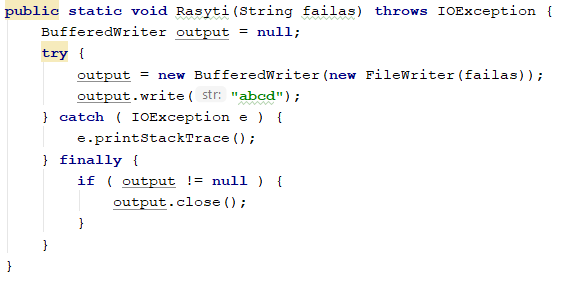 public static void Rasyti(String failas) throws IOException {
    BufferedWriter output = null;
    try {
        output = new BufferedWriter(new FileWriter(failas));
        output.write( str: "abcd");
    } catch ( IOException e ) {
        e.printStackTrace();
    } finally {
        if ( output != null ) {
            output.close();
        }
    }
}